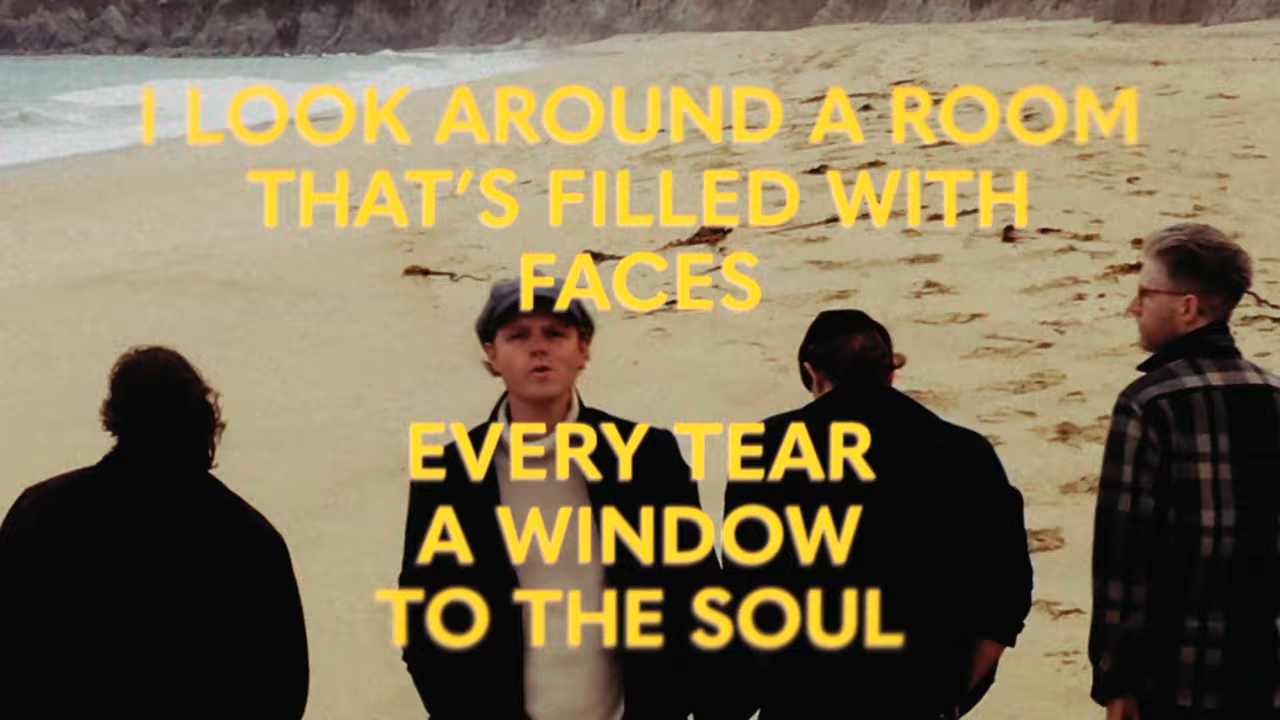 I LOOK AROUND A ROOM
THAT'S FILLED WITH
FACES
EVERY TEAR
A WINDOW
TO THE SOUL